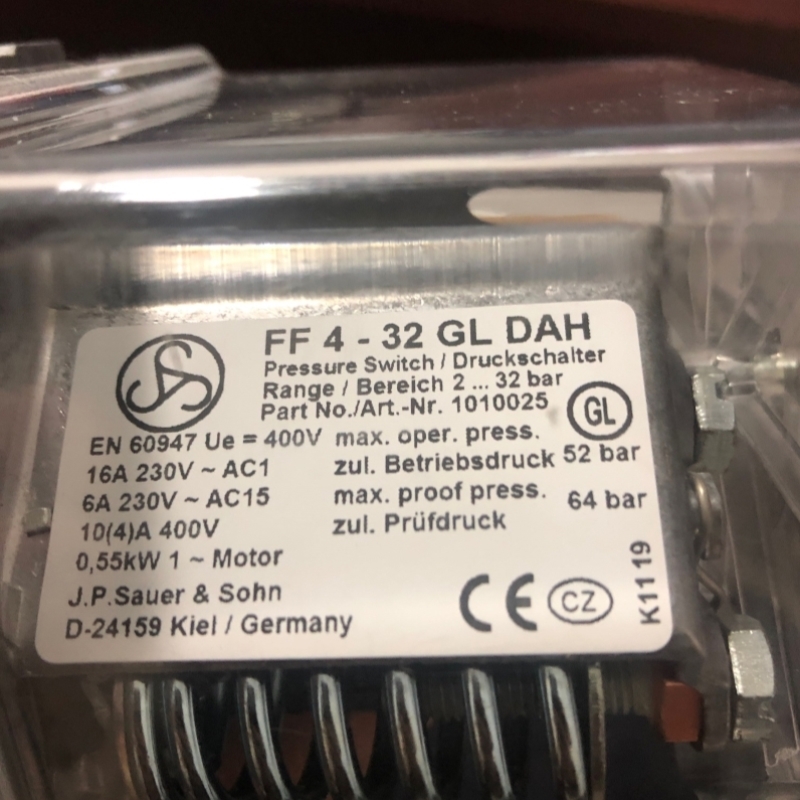 FF 4 - 32 GL DAH
Pressure Switch / Druckschalter
Range / Bereich 2 ... 32 bar
Part No./Art.-Nr. 1010025
GL
EN 60947 Ue = 400V max. oper. press.
16A 230V ~ AC1 zul. Betriebsdruck 52 bar
6A 230V ~ AC15 max. proof press. 64 bar
10(4)A 400V zul. Prüfdruck
0,55kW 1 ~ Motor
J.P.Sauer & Sohn
D-24159 Kiel / Germany
CE CZ
K11 19